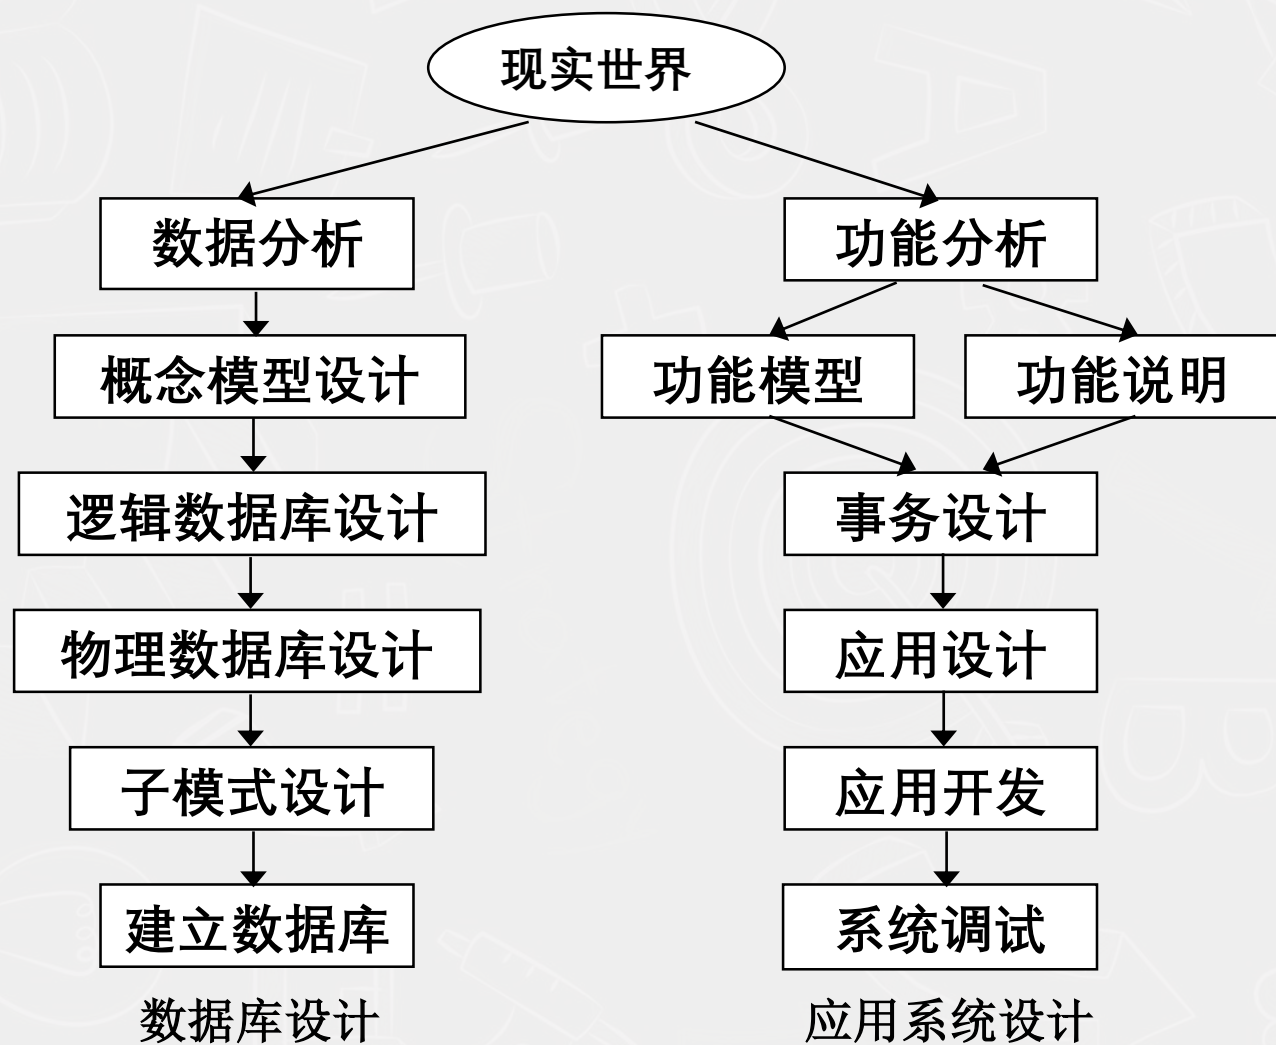 现实世界
数据分析
功能分析
概念模型设计
功能模型
功能说明
逻辑数据库设计
事务设计
物理数据库设计
应用设计
子模式设计
应用开发
建立数据库
系统调试
数据库设计
应用系统设计